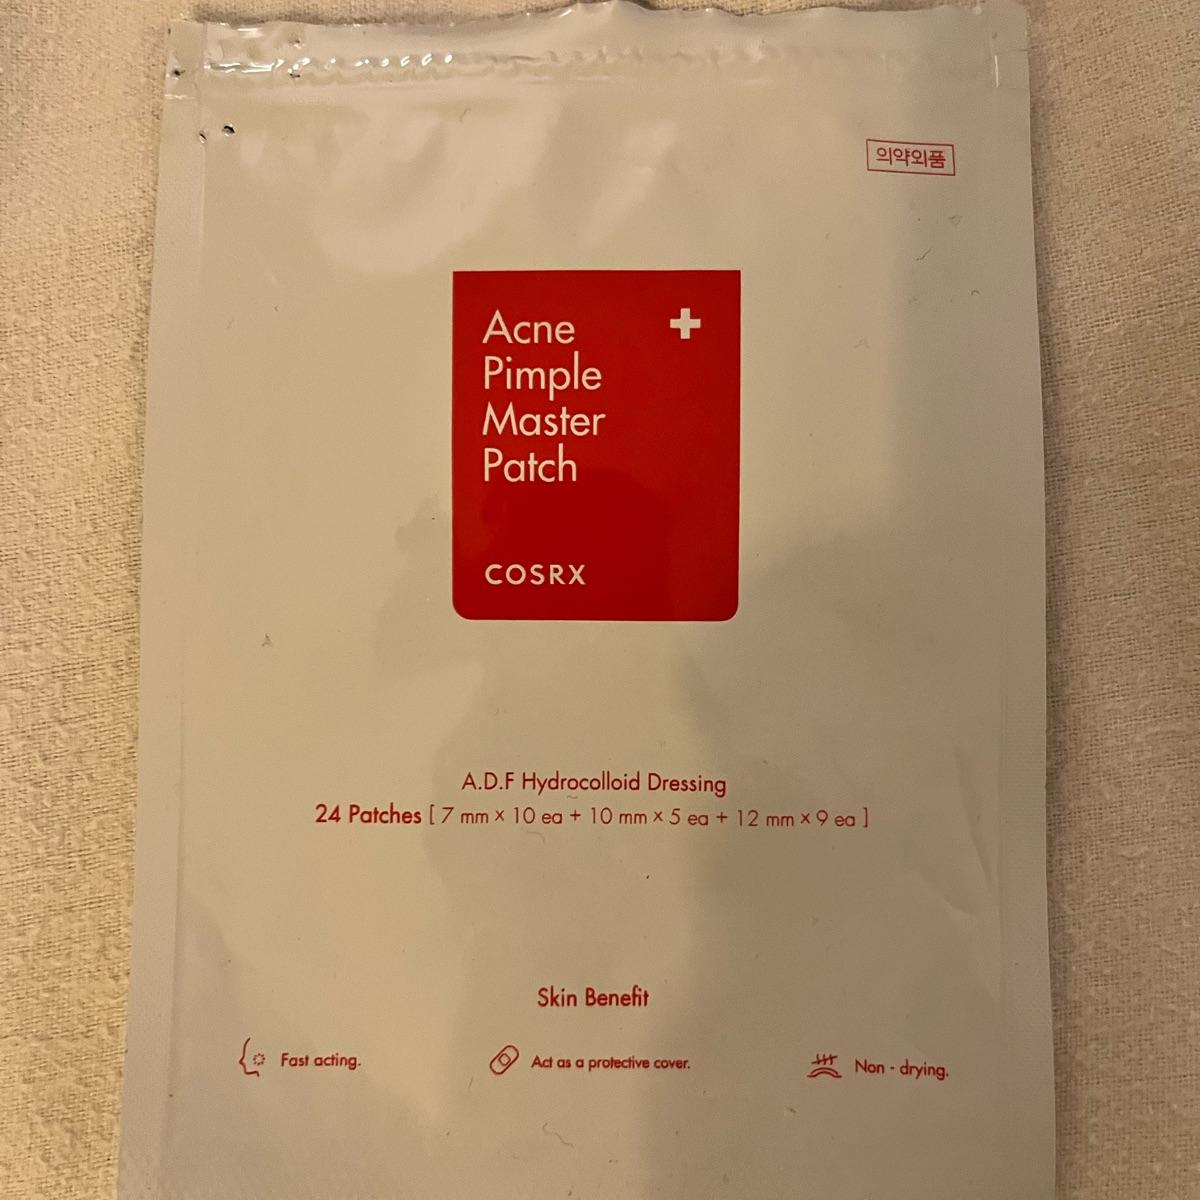 의약외품
Acne
Pimple
Master
Patch
COSRX
A.D.F Hydrocolloid Dressing
24 Patches [ 7 mm × 10 ea + 10 mm × 5 ea + 12 mm × 9 ea ]
Skin Benefit
Fast acting.
Act as a protective cover.
Non - drying.